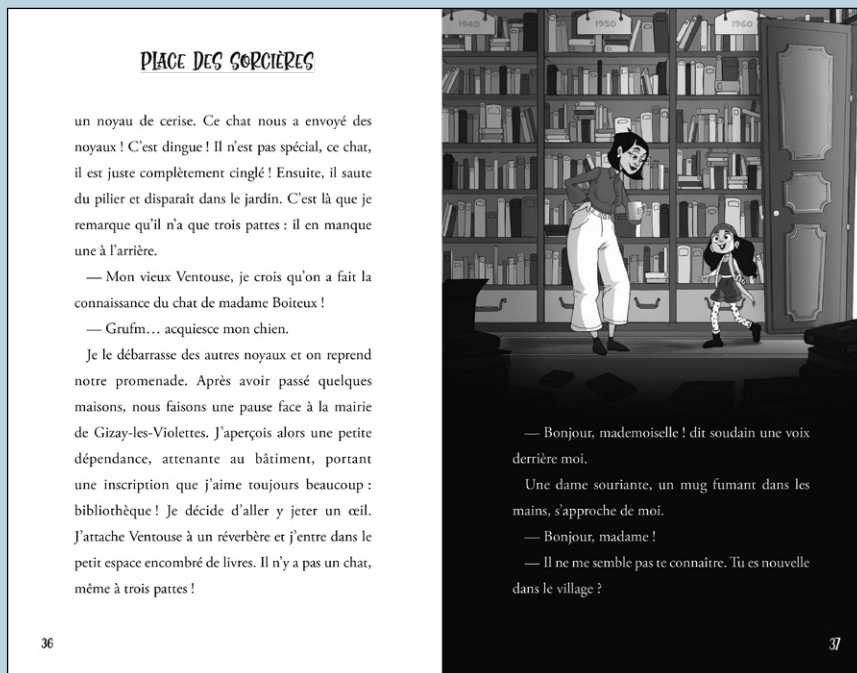 PLACE DES SORCIÈRES
un noyau de cerise. Ce chat nous a envoyé des
noyaux ! C’est dingue ! Il n’est pas spécial, ce chat,
il est juste complètement cinglé ! Ensuite, il saute
du pilier et disparaît dans le jardin. C’est là que je
remarque qu’il n’a que trois pattes : il en manque
une à l’arrière.
— Mon vieux Ventouse, je crois qu’on a fait la
connaissance du chat de madame Boiteux !
— Grufm… acquiesce mon chien.
Je le débarrasse des autres noyaux et on reprend
notre promenade. Après avoir passé quelques
maisons, nous faisons une pause face à la mairie
de Gizay-les-Violettes. J’aperçois alors une petite
dépendance, attenante au bâtiment, portant
une inscription que j’aime toujours beaucoup :
bibliothèque ! Je décide d’aller y jeter un œil.
J’attache Ventouse à un réverbère et j’entre dans le
petit espace encombré de livres. Il n’y a pas un chat,
même à trois pattes !
36
1940
1950
1960
— Bonjour, mademoiselle ! dit soudain une voix
derrière moi.
Une dame souriante, un mug fumant dans les
mains, s’approche de moi.
— Bonjour, madame !
— Il ne me semble pas te connaître. Tu es nouvelle
dans le village ?
37